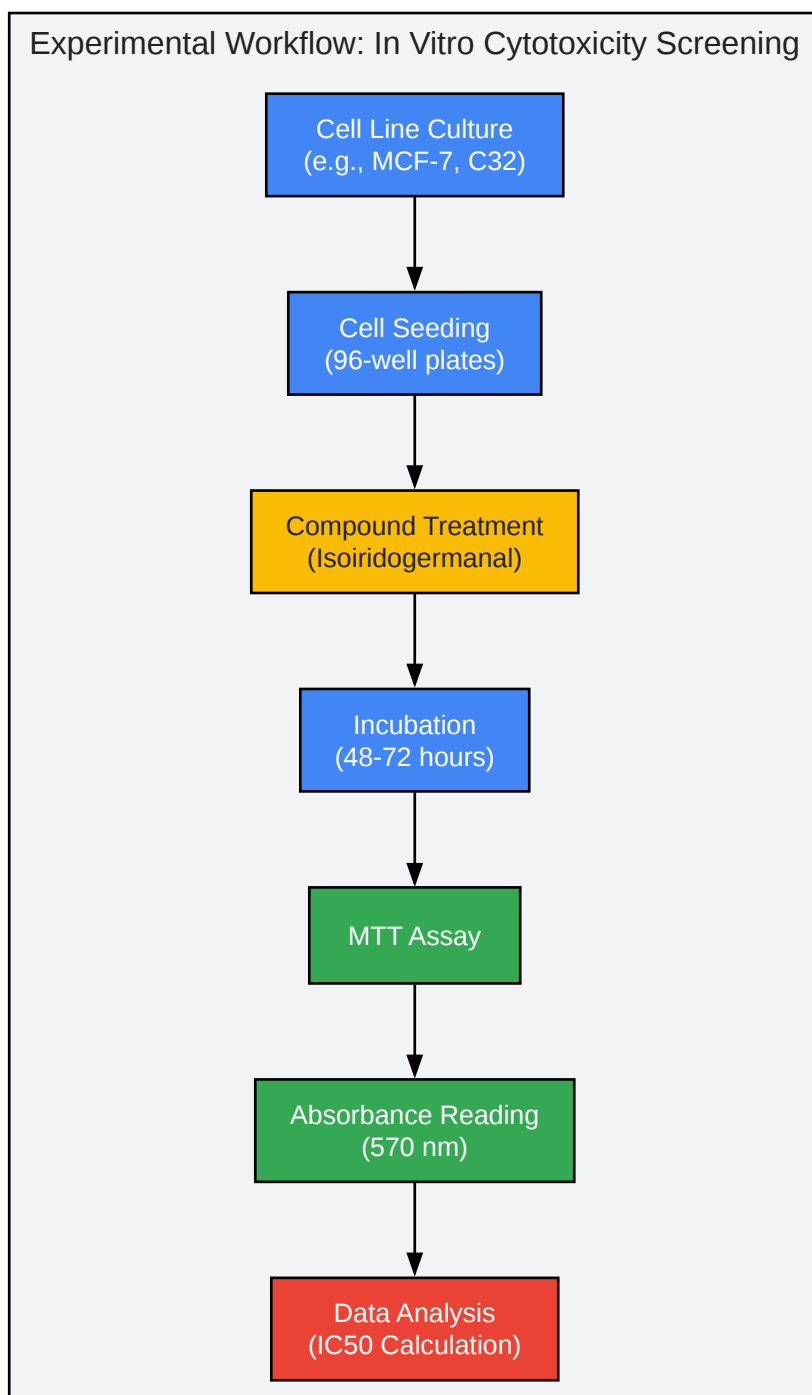 Experimental Workflow: In Vitro Cytotoxicity Screening
Cell Line Culture
(e.g., MCF-7, C32)
Cell Seeding
(96-well plates)
Compound Treatment
(Isoiridogermanal)
Incubation
(48-72 hours)
MTT Assay
Absorbance Reading
(570 nm)
Data Analysis
(IC50 Calculation)